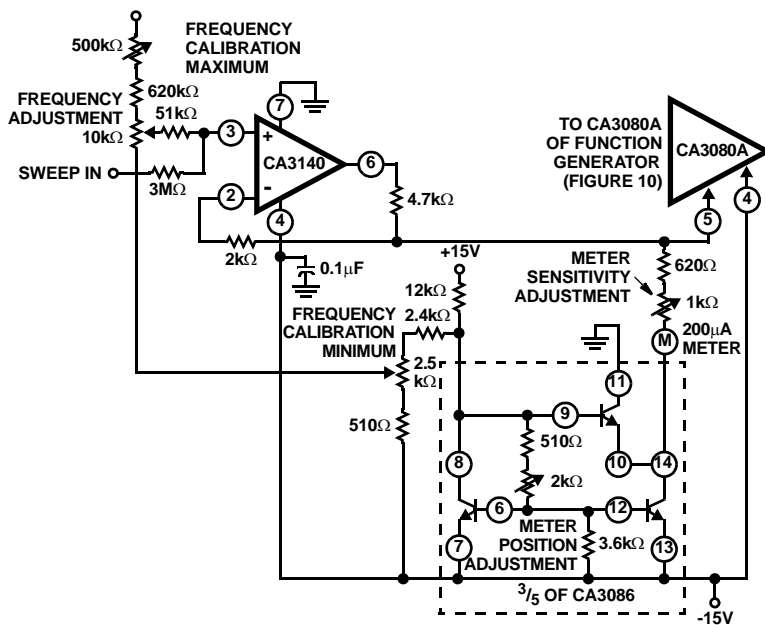 500kΩ
FREQUENCY
CALIBRATION
MAXIMUM
620kΩ
FREQUENCY
ADJUSTMENT
10kΩ
51kΩ
7
3
+
CA3140
6
SWEEP IN
3MΩ
2
-
4
4.7kΩ
2kΩ
0.1μF
TO CA3080A
OF FUNCTION
GENERATOR
(FIGURE 10)
CA3080A
4
5
+15V
12kΩ
2.4kΩ
FREQUENCY
CALIBRATION
MINIMUM
2.5
kΩ
510Ω
METER
SENSITIVITY
ADJUSTMENT
620Ω
1kΩ
200μA
METER
M
11
9
510Ω
10
14
8
2kΩ
6
12
7
METER
POSITION
ADJUSTMENT
3.6kΩ
13
3/5 OF CA3086
-15V